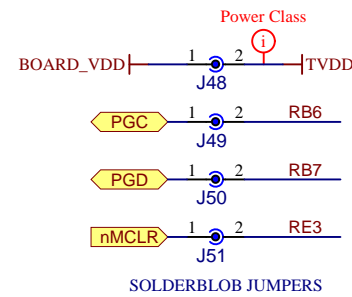 Power Class
i
BOARD_VDD 1 2 TVDD
J48
PGC 1 2 RB6
J49
PGD 1 2 RB7
J50
nMCLR 1 2 RE3
J51
SOLDERBLOB JUMPERS